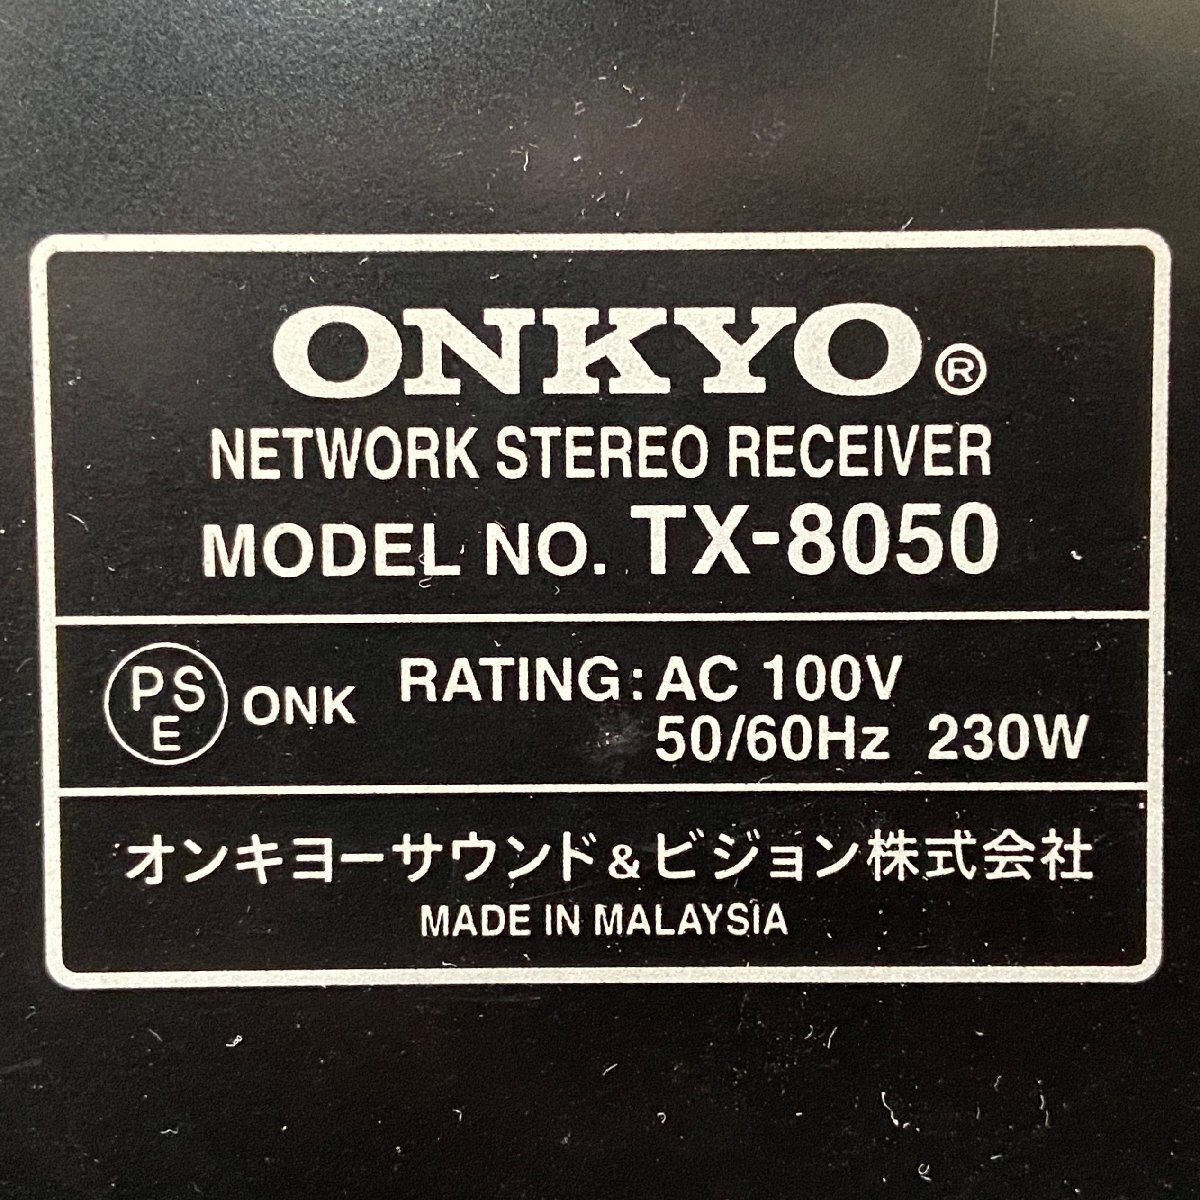 ONKYO®
NETWORK STEREO RECEIVER
MODEL NO. TX-8050
PSE ONK RATING: AC 100V
50/60Hz 230W
オンキヨーサウンド&ビジョン株式会社
MADE IN MALAYSIA